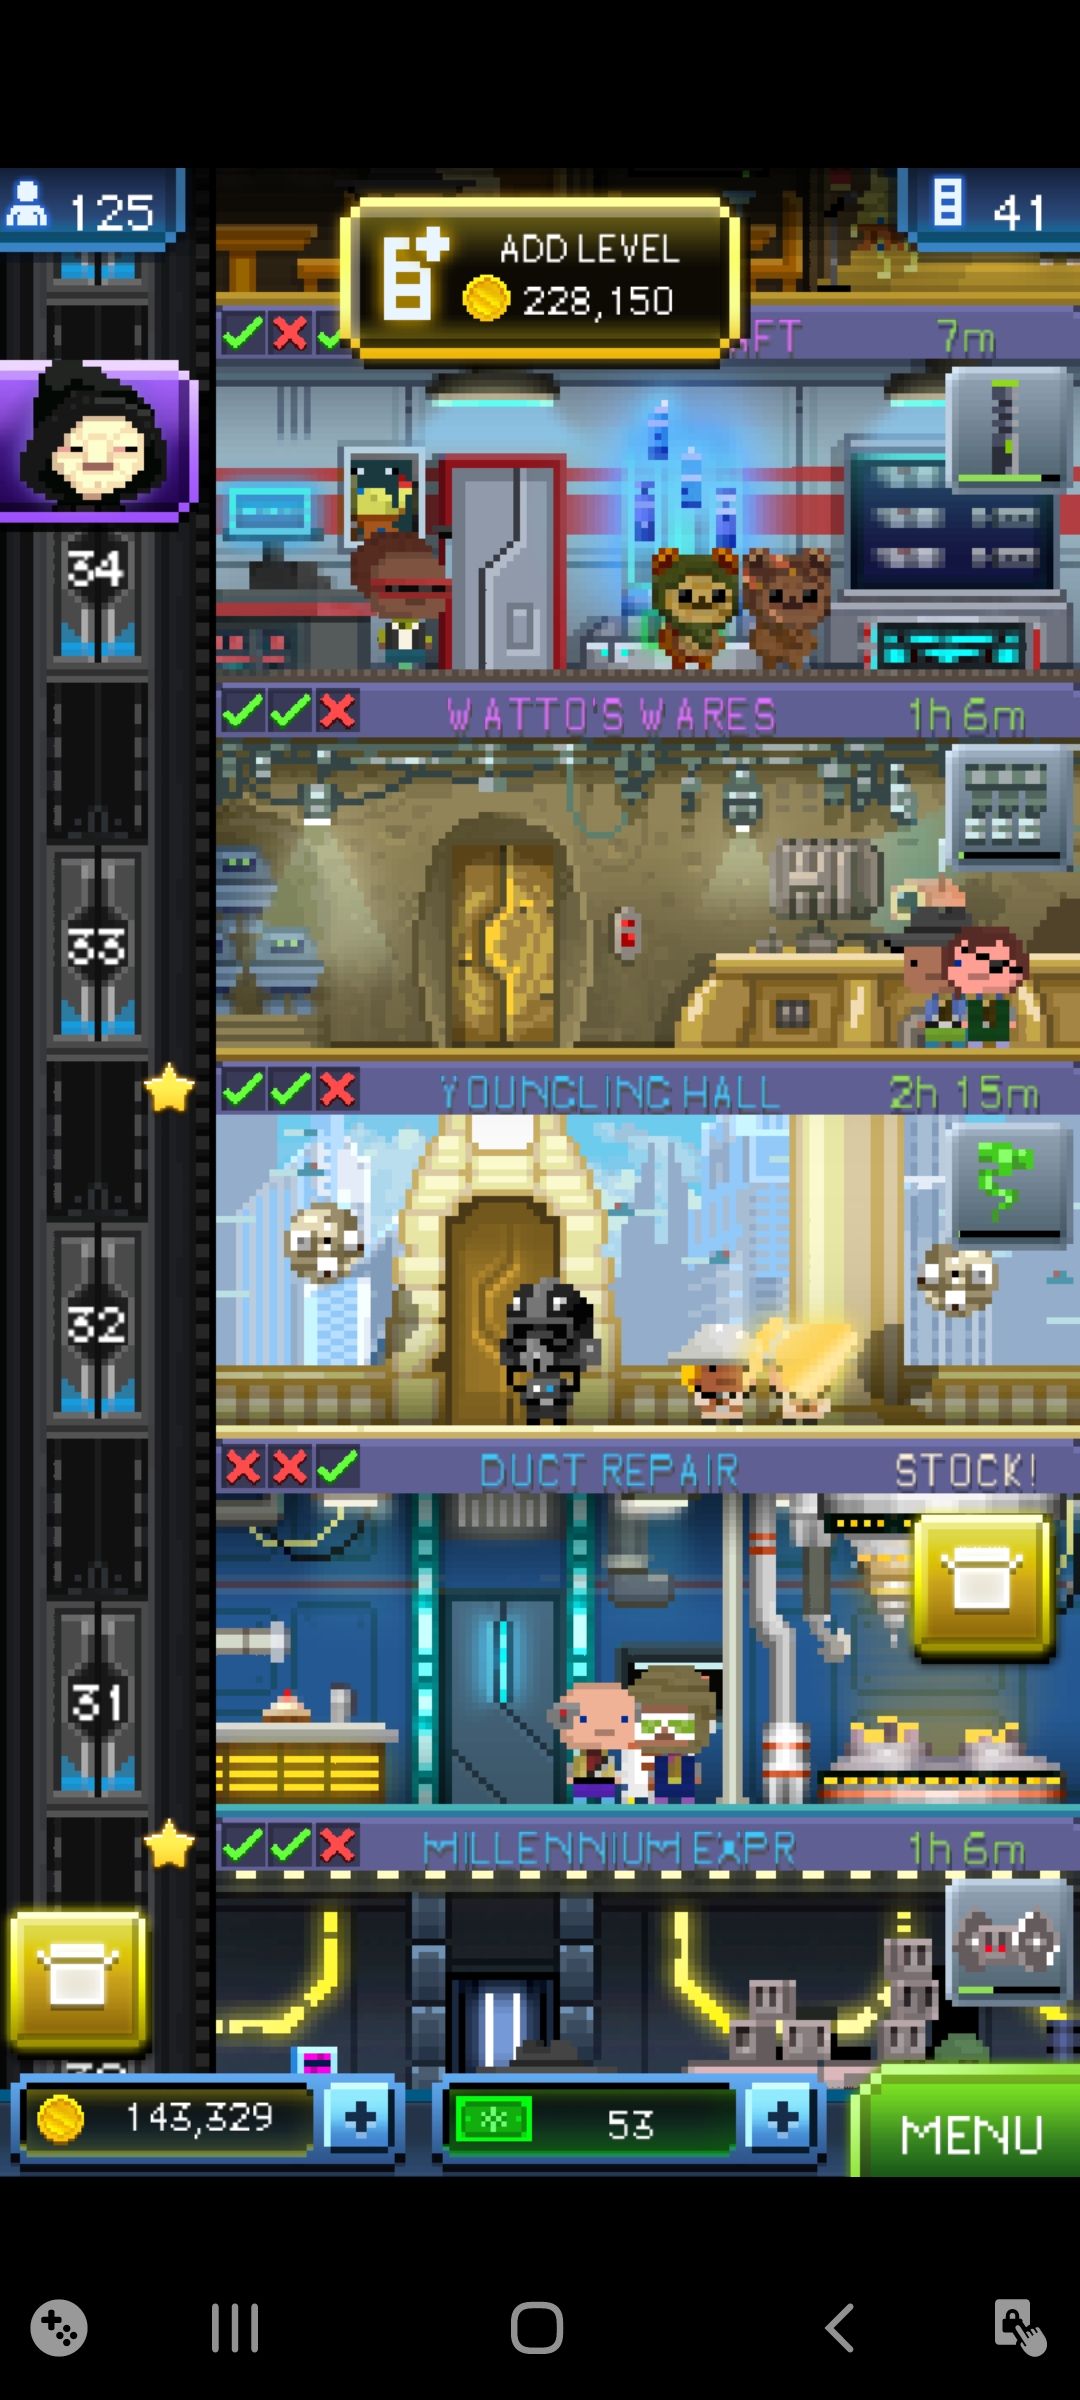 125
41
ADD LEVEL
228,150
7m
34
WATTO'S WARES
1h 6m
33
YOUNGLING HALL
2h 15m
32
DUCT REPAIR
STOCK!
31
MILLENNIUM EXPR
1h 6m
143,329
53
MENU